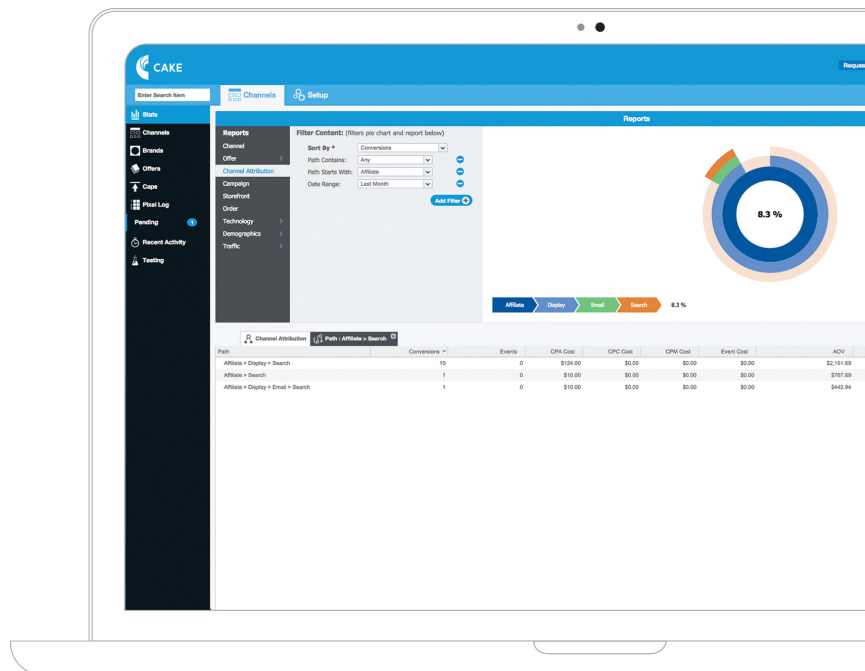 CAKE
Reques
Enter Search Item
Channels
Setup
Stats
Channels
Brands
Offers
Caps
Pixel Log
Pending 1
Recent Activity
Testing
Reports
Reports
Channel
Offer
Channel Attribution
Campaign
Storefront
Order
Technology
Demographics
Traffic
Filter Content: (filters pie chart and report below)
Sort By * Conversions
Path Contains: Any
Path Starts With: Affiliate
Date Range: Last Month
Add Filter
8.3 %
Affiliate Display Email Search 8.3 %
Channel Attribution Path : Affiliate > Search
Path Conversions Events CPA Cost CPC Cost CPM Cost Event Cost AOV
Affiliate > Display > Search 10 0 $124.00 $0.00 $0.00 $0.00 $2,161.69
Affiliate > Search 1 0 $10.00 $0.00 $0.00 $0.00 $767.69
Affiliate > Display > Email > Search 1 0 $10.00 $0.00 $0.00 $0.00 $442.94